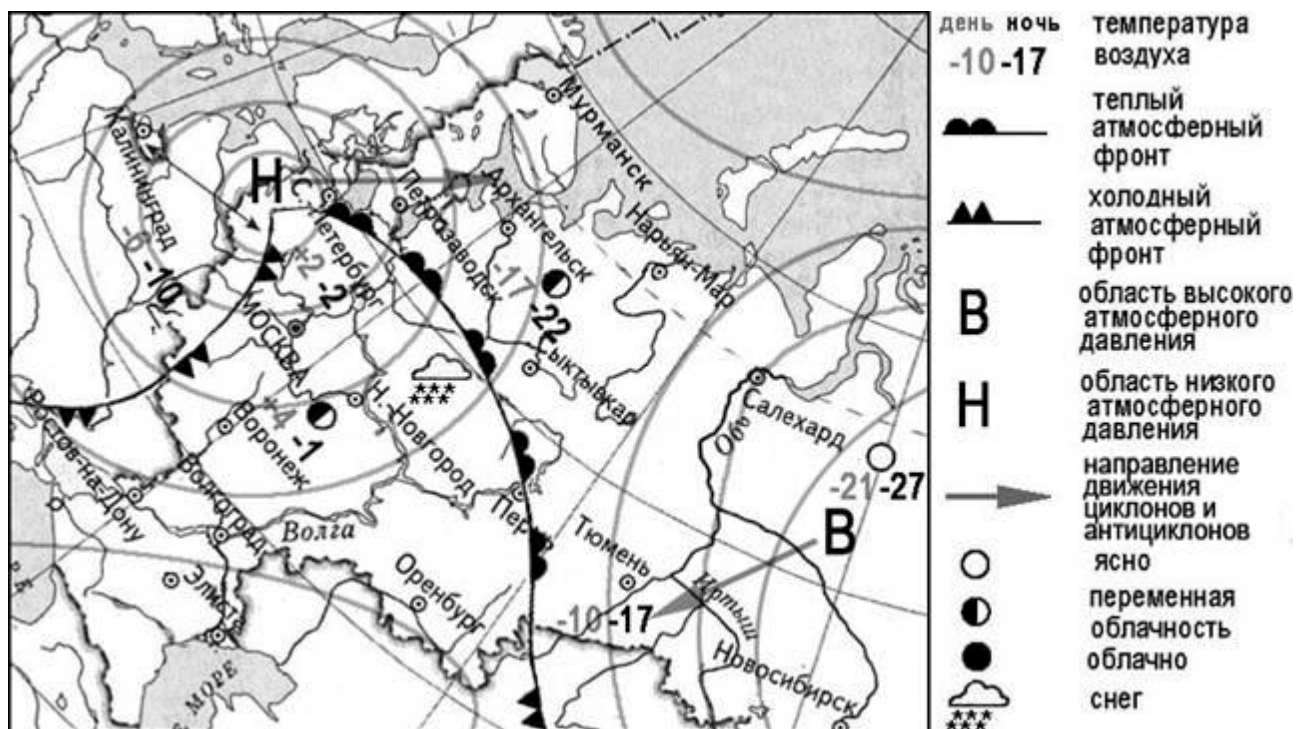 Мурманск
Калининград
Н
С.-Петербург
Петрозаводск
Архангельск
Нарьян-Мар
-6
-10
+2
-2
-17
-22
МОСКВА
Сыктывкар
Салехард
Обь
+4
-1
Воронеж
Н.-Новгород
-21 -27
Ростов-на-Дону
Волгоград
Волга
Пермь
Тюмень
В
Элиста
Оренбург
Иртыш
-10 -17
Новосибирск
МОРЕ
день ночь
-10 -17
температура
воздуха
теплый
атмосферный
фронт
холодный
атмосферный
фронт
В
область высокого
атмосферного
давления
Н
область низкого
атмосферного
давления
направление
движения
циклонов и
антициклонов
ясно
переменная
облачность
облачно
снег